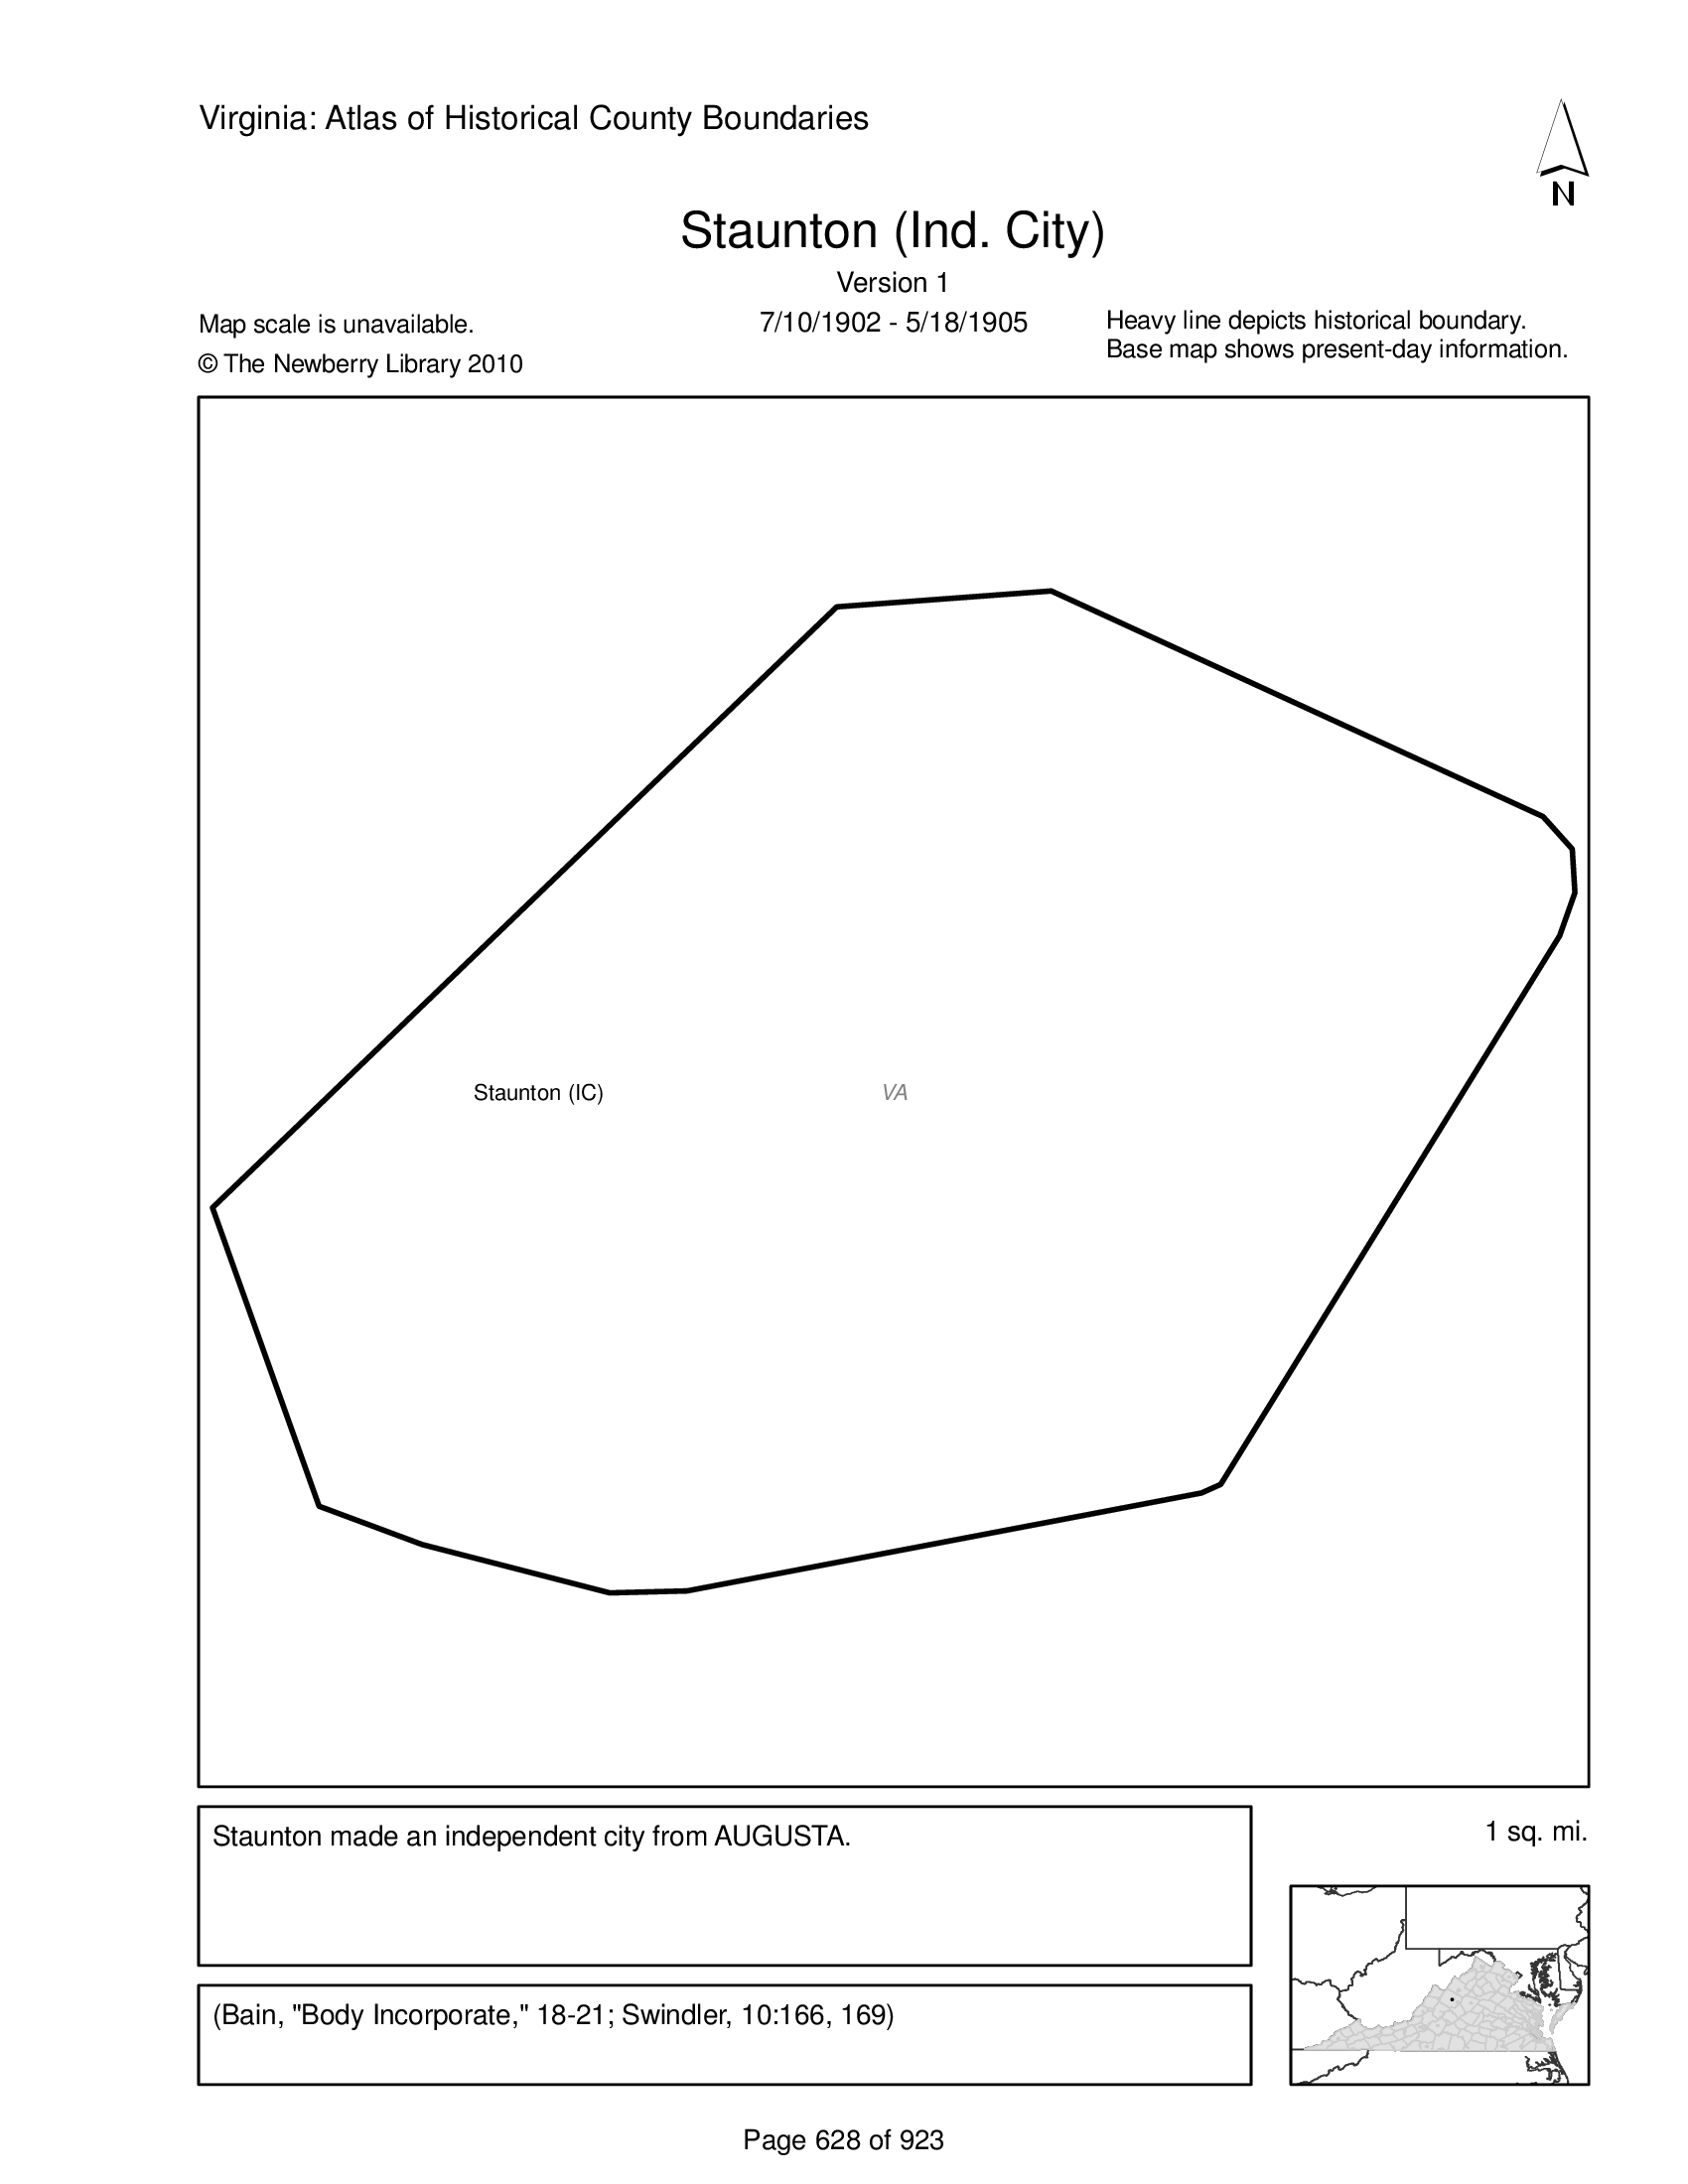 Virginia: Atlas of Historical County Boundaries
N
Staunton (Ind. City)
Version 1
7/10/1902 - 5/18/1905
Map scale is unavailable.
© The Newberry Library 2010
Heavy line depicts historical boundary.
Base map shows present-day information.
Staunton (IC)
VA
Staunton made an independent city from AUGUSTA.
1 sq. mi.
(Bain, "Body Incorporate," 18-21; Swindler, 10:166, 169)
Page 628 of 923